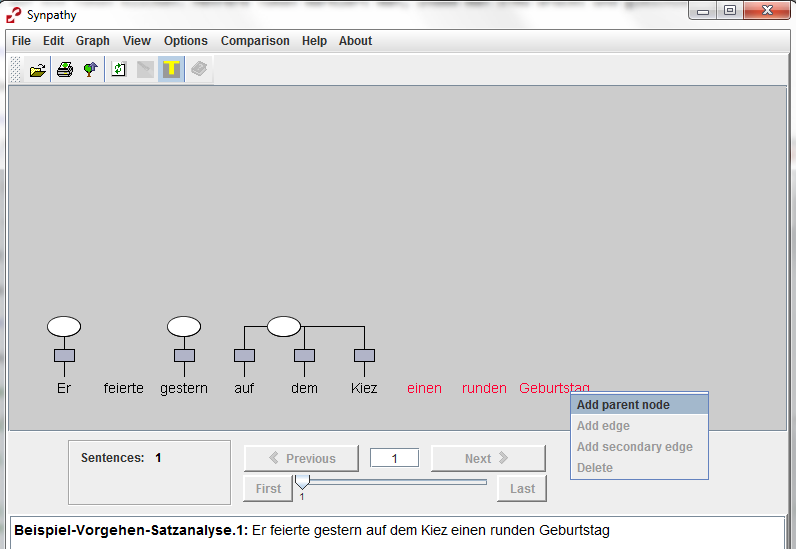 Synpathy
File Edit Graph View Options Comparison Help About
T
Er feierte gestern auf dem Kiez einen runden Geburtstag
Add parent node
Add edge
Add secondary edge
Delete
Sentences: 1
Previous 1 Next
First 1 Last
Beispiel-Vorgehen-Satzanalyse.1: Er feierte gestern auf dem Kiez einen runden Geburtstag